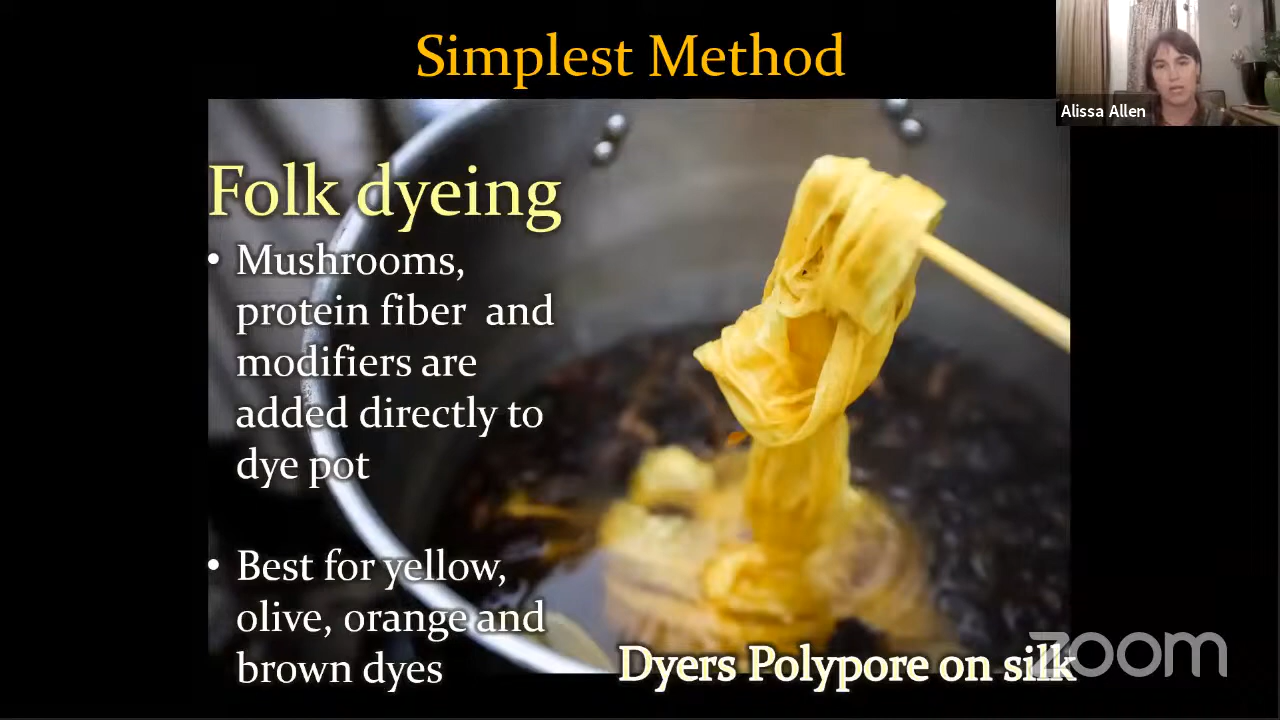 Simplest Method
Alissa Allen
Folk dyeing
• Mushrooms,
protein fiber and
modifiers are
added directly to
dye pot
• Best for yellow,
olive, orange and
brown dyes
Dyers Polypore on silk
zoom